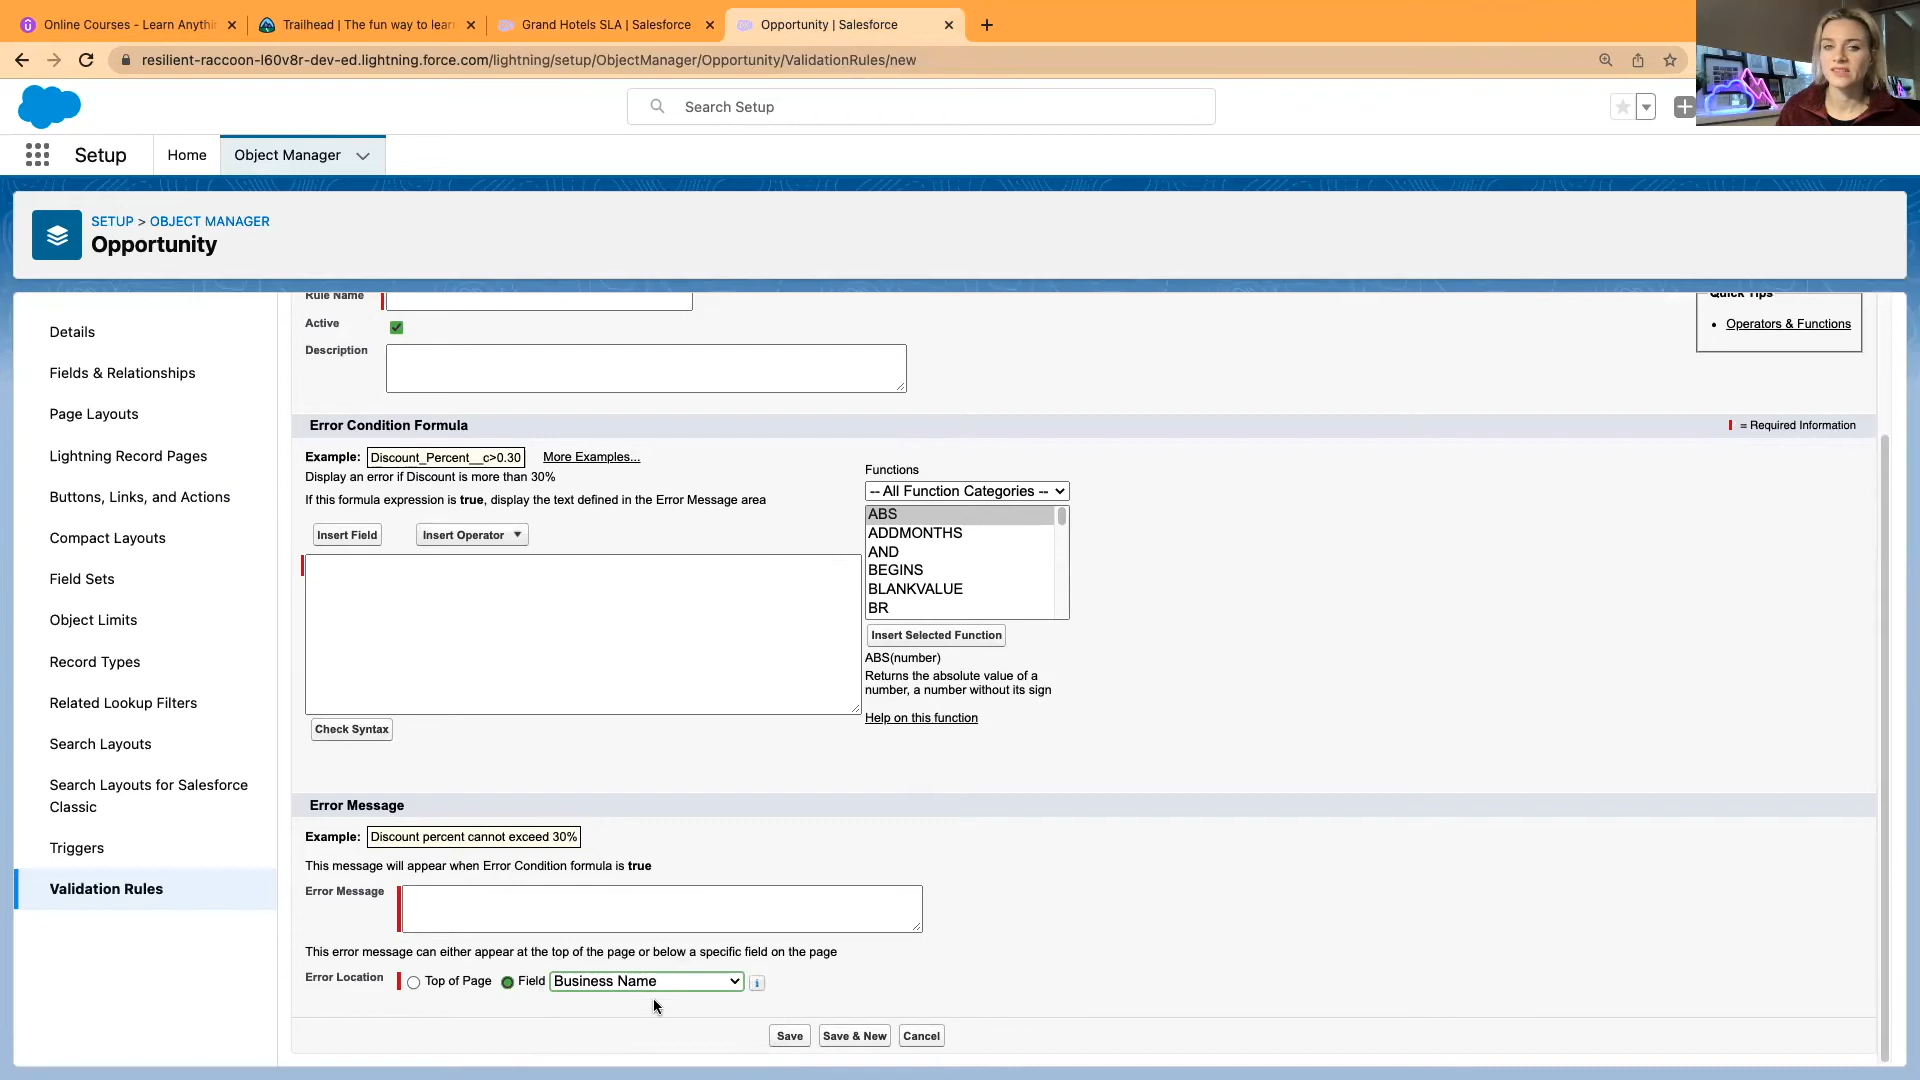 Online Courses - Learn Anythi
Trailhead | The fun way to lear
Grand Hotels SLA | Salesforce
Opportunity | Salesforce
resilient-raccoon-l60v8r-dev-ed.lightning.force.com/lightning/setup/ObjectManager/Opportunity/ValidationRules/new
Search Setup
Setup
Home
Object Manager
SETUP > OBJECT MANAGER
Opportunity
Details
Fields & Relationships
Page Layouts
Lightning Record Pages
Buttons, Links, and Actions
Compact Layouts
Field Sets
Object Limits
Record Types
Related Lookup Filters
Search Layouts
Search Layouts for Salesforce
Classic
Triggers
Validation Rules
Rule Name
Active
Description
Quick Tips
• Operators & Functions
Error Condition Formula
= Required Information
Example: Discount_Percent__c>0.30 More Examples...
Display an error if Discount is more than 30%
If this formula expression is true, display the text defined in the Error Message area
Insert Field
Insert Operator
Functions
-- All Function Categories --
ABS
ADDMONTHS
AND
BEGINS
BLANKVALUE
BR
Insert Selected Function
ABS(number)
Returns the absolute value of a
number, a number without its sign
Help on this function
Check Syntax
Error Message
Example: Discount percent cannot exceed 30%
This message will appear when Error Condition formula is true
Error Message
This error message can either appear at the top of the page or below a specific field on the page
Error Location Top of Page Field Business Name i
Save
Save & New
Cancel